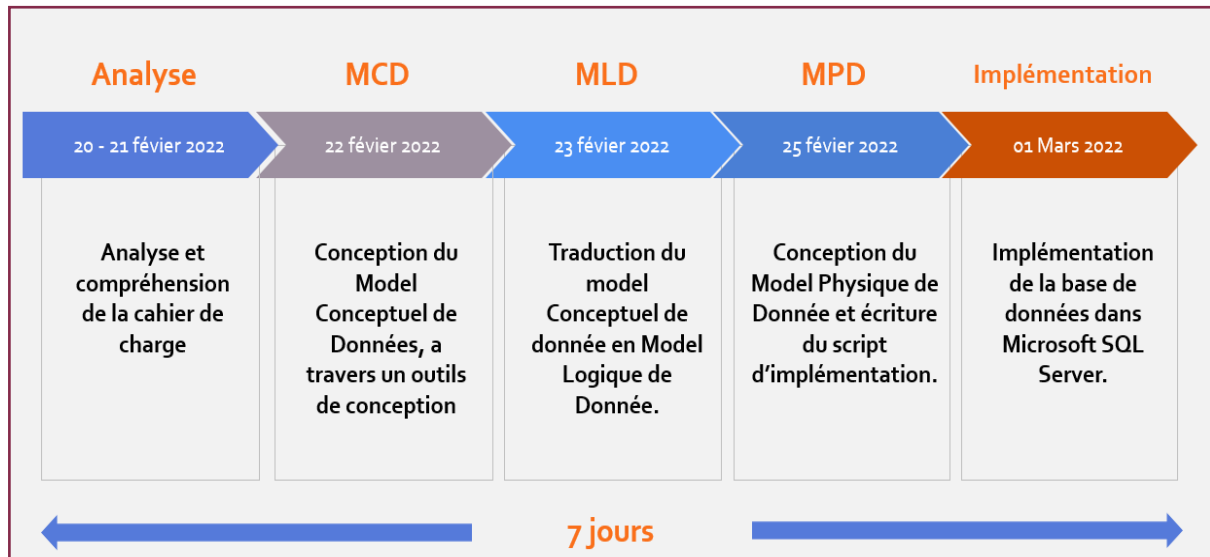 Analyse
MCD
MLD
MPD
Implémentation
20 - 21 févier 2022
22 févier 2022
23 févier 2022
25 févier 2022
01 Mars 2022
Analyse et
compréhension
de la cahier de
charge
Conception du
Model
Conceptuel de
Données, a
travers un outils
de conception
Traduction du
model
Conceptuel de
donnée en Model
Logique de
Donnée.
Conception du
Model Physique de
Donnée et écriture
du script
d'implémentation.
Implémentation
de la base de
données dans
Microsoft SQL
Server.
7 jours